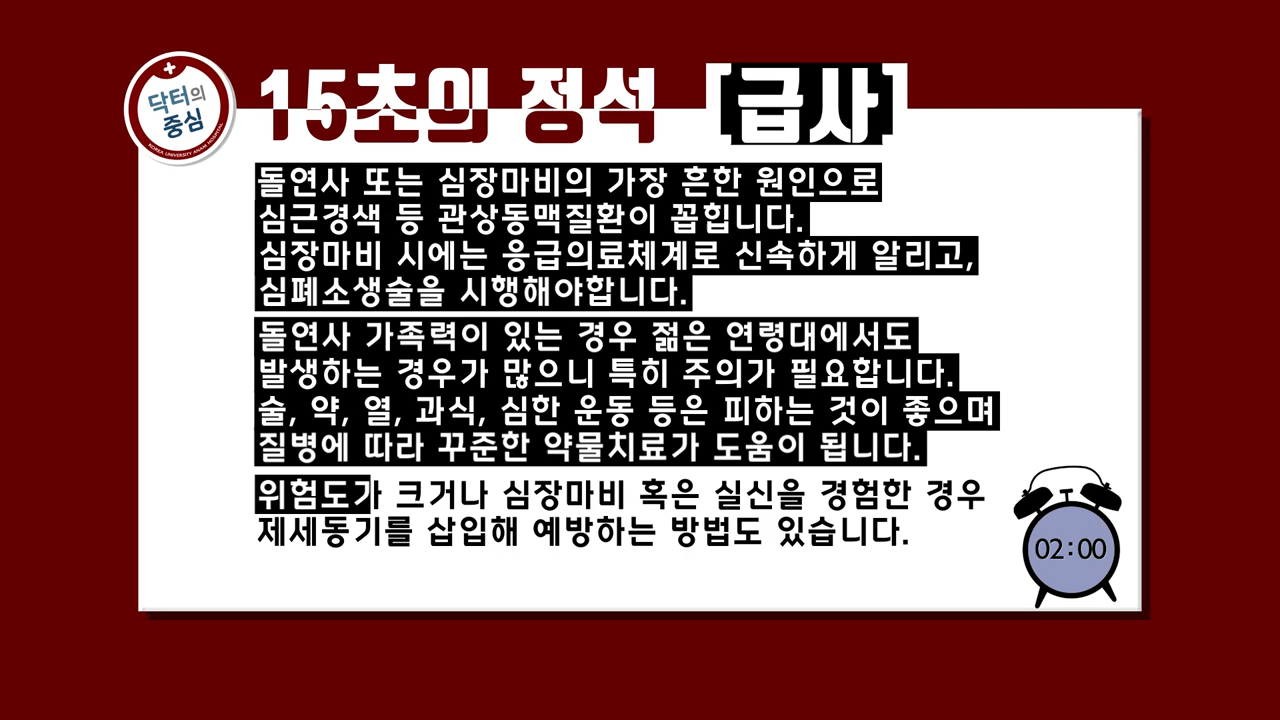 닥터의
중심
KOREA UNIVERSITY ANAM HOSPITAL
15초의 정석 [급사]
돌연사 또는 심장마비의 가장 흔한 원인으로
심근경색 등 관상동맥질환이 꼽힙니다.
심장마비 시에는 응급의료체계로 신속하게 알리고,
심폐소생술을 시행해야합니다.
돌연사 가족력이 있는 경우 젊은 연령대에서도
발생하는 경우가 많으니 특히 주의가 필요합니다.
술, 약, 열, 과식, 심한 운동 등은 피하는 것이 좋으며
질병에 따라 꾸준한 약물치료가 도움이 됩니다.
위험도가 크거나 심장마비 혹은 실신을 경험한 경우
제세동기를 삽입해 예방하는 방법도 있습니다.
02:00